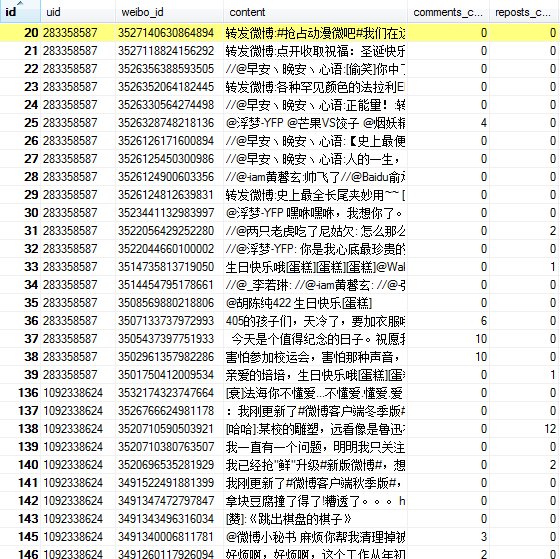 id uid weibo_id content comments_c... reposts_c...
20 283358587 3527140630864894 转发微博:#抢占动漫微吧#我们在这 0 0
21 283358587 3527118824156292 转发微博:点开收取祝福：圣诞快乐 0 0
22 283358587 3526356388593505 //@早安丶晚安丶心语:[偷笑]你中了 0 0
23 283358587 3526352064182445 转发微博:各种罕见颜色的法拉利E 0 0
24 283358587 3526330564274498 //@早安丶晚安丶心语:正能量！:转 0 0
25 283358587 3526328748218136 @浮梦-YFP @芒果VS饺子 @烟妖 4 0
26 283358587 3526126171600894 //@早安丶晚安丶心语:【史上最便 0 0
27 283358587 3526125450300986 //@早安丶晚安丶心语:人的一生， 0 0
28 283358587 3526124900603356 //@-iam黄馨玄:帅飞了//@Baidu俞 0 0
29 283358587 3526124812639831 转发微博:史上最全长尾夹妙用~~ [ 0 0
30 283358587 3523441132983997 @浮梦-YFP 嘿咻嘿咻，我想你了。 0 0
31 283358587 3522056429252280 //@两只老虎吃了尼姑欠: 怎么那么 0 2
32 283358587 3522044660100002 //@浮梦-YFP: 你是我心底最珍贵的 0 0
33 283358587 3514735813719050 生日快乐哦[蛋糕][蛋糕][蛋糕]@Wal 0 1
34 283358587 3514454795178661 //@_李若琳: //@-iam黄馨玄: //@-引 0 0
35 283358587 3508569880218806 @胡陈纯422 生日快乐[蛋糕] 0 0
36 283358587 3507133737972993 405的孩子们，天冷了，要加衣服哦 6 0
37 283358587 3505437397751933 今天是个值得纪念的日子。祝愿我 10 0
38 283358587 3502961357982286 害怕参加校运会，害怕那种声音， 10 0
39 283358587 3501750412009534 亲爱的培培，生日快乐哦[蛋糕][蛋 0 1
136 1092338624 3532174323747664 [衰]法海你不懂爱...不懂爱.懂爱.爱 0 0
137 1092338624 3526766624981178 ：我刚更新了#微博客户端冬季版# 0 0
138 1092338624 3520710590503921 [哈哈]:某校的雕塑，远看像是鲁迅 0 12
139 1092338624 3520710380763507 我一直有一个问题，明明我只关注 0 0
140 1092338624 3520696535281929 我已经抢"鲜"升级#新版微博#，想 0 2
141 1092338624 3491522491881399 我刚更新了#微博客户端秋季版#， 0 0
142 1092338624 3491347472797847 拿块豆腐撞了得了!糟透了。。。 h 0 0
143 1092338624 3491343496316034 [赞]:《跳出棋盘的棋子》 0 0
145 1092338624 3491340006811781 @微博小秘书 麻烦你帮我清理掉被 3 0
146 1092338624 3491260117926094 好烦啊，好烦啊，这个工作从年初 2 0